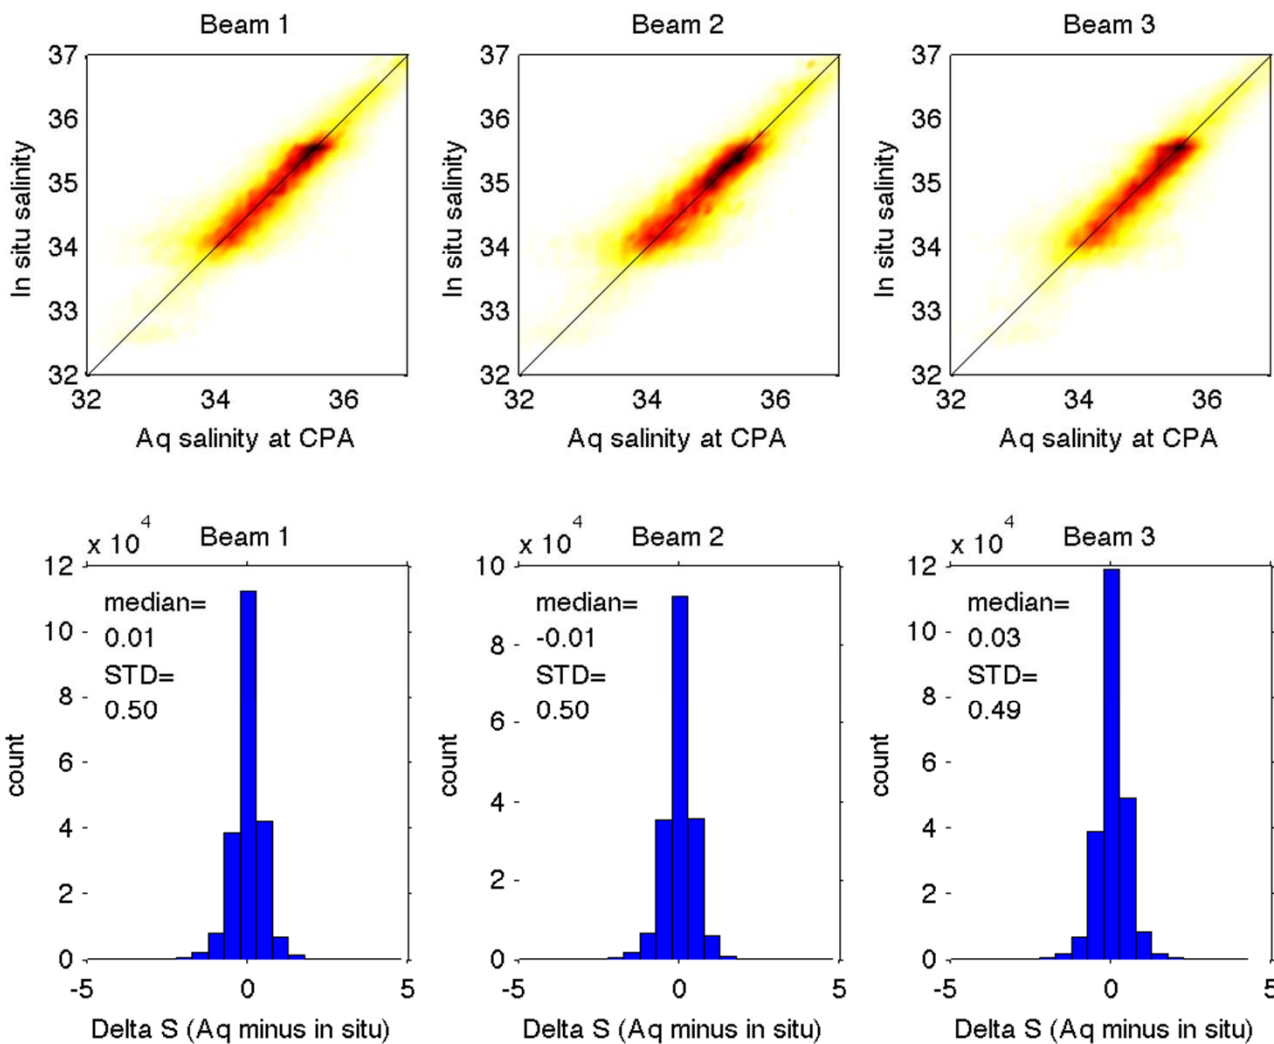 Beam 1
37
36
35
34
33
32
32
34
36
In situ salinity
Aq salinity at CPA
Beam 2
37
36
35
34
33
32
32
34
36
In situ salinity
Aq salinity at CPA
Beam 3
37
36
35
34
33
32
32
34
36
In situ salinity
Aq salinity at CPA
x 10^4
Beam 1
12
10
8
6
4
2
0
-5
0
5
median=
0.01
STD=
0.50
count
Delta S (Aq minus in situ)
x 10^4
Beam 2
10
8
6
4
2
0
-5
0
5
median=
-0.01
STD=
0.50
count
Delta S (Aq minus in situ)
x 10^4
Beam 3
12
10
8
6
4
2
0
-5
0
5
median=
0.03
STD=
0.49
count
Delta S (Aq minus in situ)